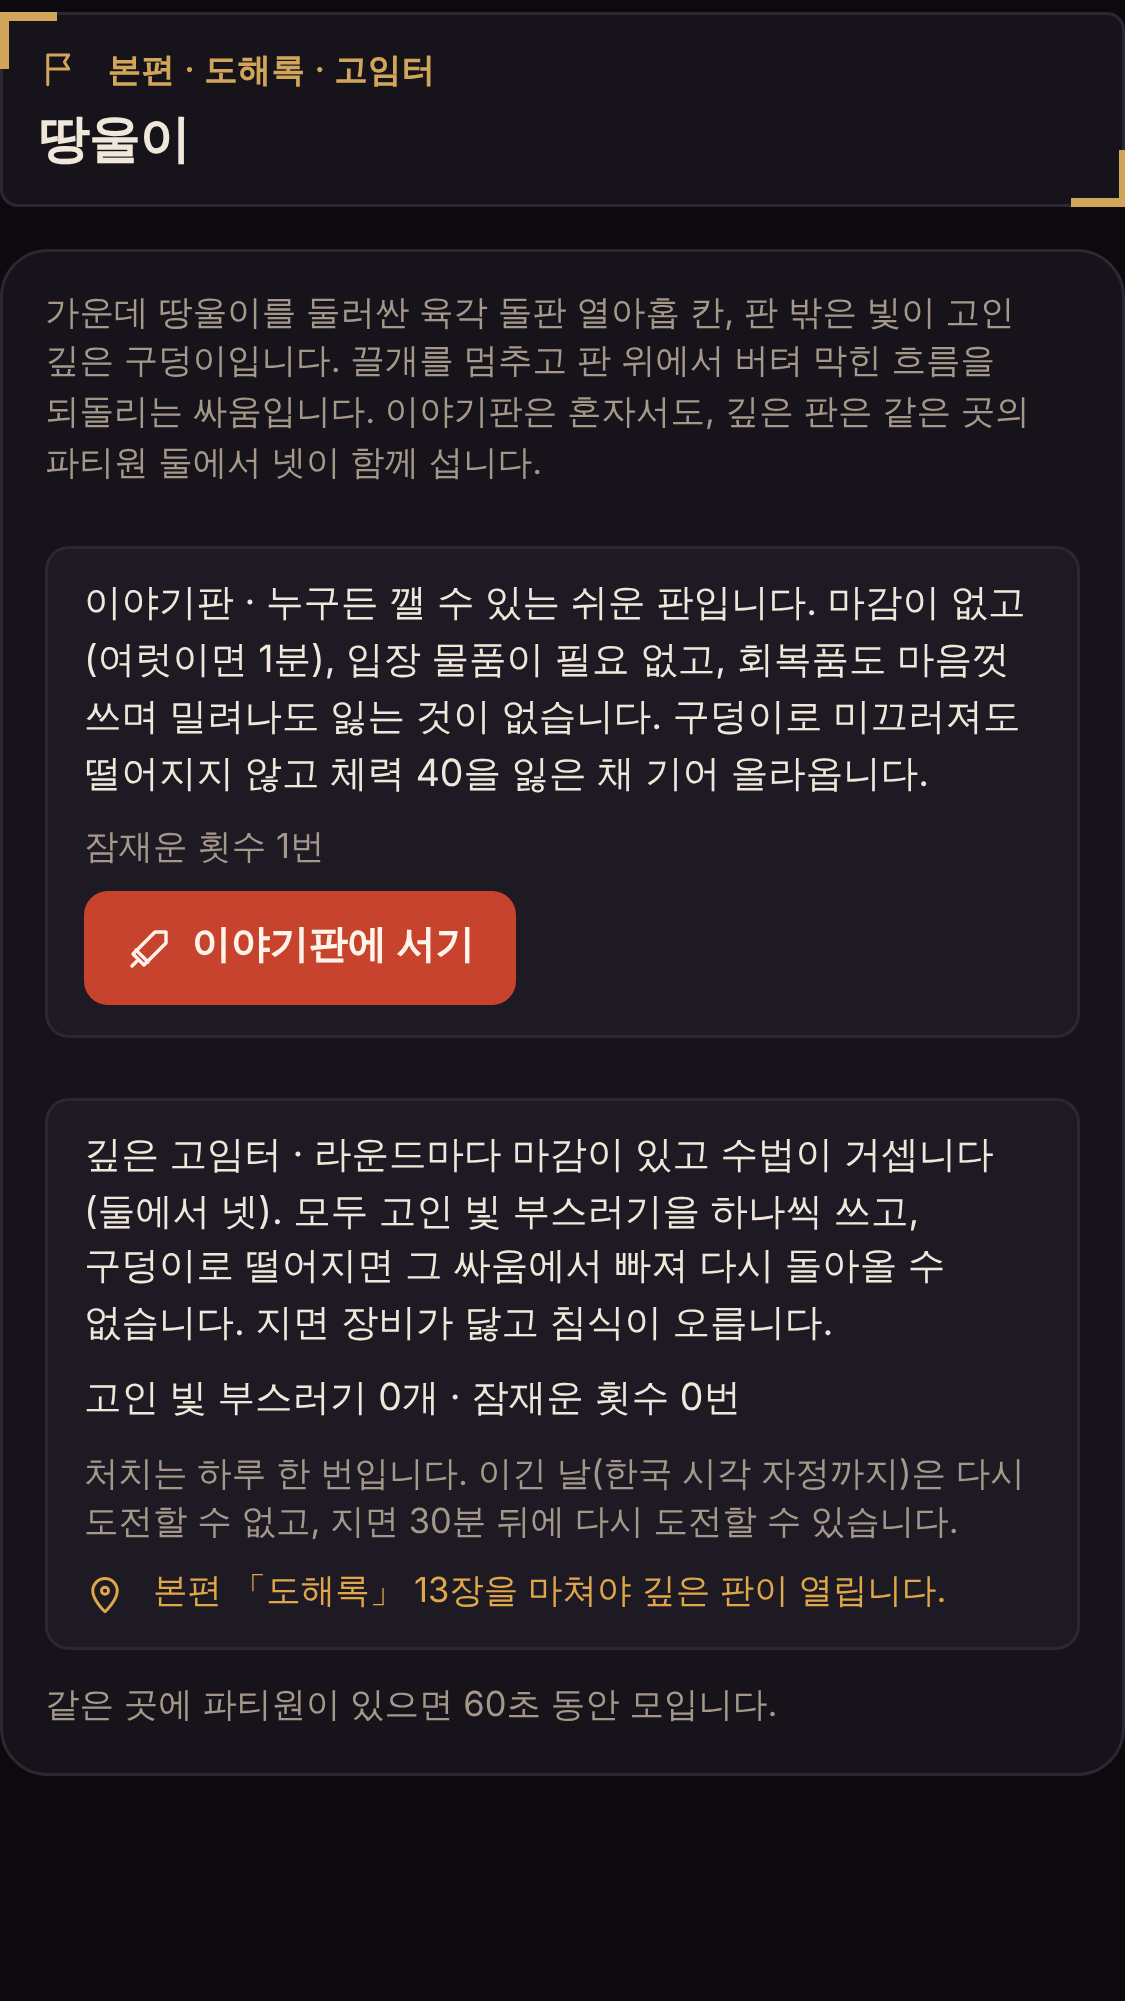 본편 · 도해록 · 고임터
땅울이
가운데 땅울이를 둘러싼 육각 돌판 열아홉 칸, 판 밖은 빛이 고인
깊은 구덩이입니다. 끌개를 멈추고 판 위에서 버텨 막힌 흐름을
되돌리는 싸움입니다. 이야기판은 혼자서도, 깊은 판은 같은 곳의
파티원 둘에서 넷이 함께 섭니다.
이야기판 · 누구든 깰 수 있는 쉬운 판입니다. 마감이 없고
(여럿이면 1분), 입장 물품이 필요 없고, 회복품도 마음껏
쓰며 밀려나도 잃는 것이 없습니다. 구덩이로 미끄러져도
떨어지지 않고 체력 40을 잃은 채 기어 올라옵니다.
잠재운 횟수 1번
이야기판에 서기
깊은 고임터 · 라운드마다 마감이 있고 수법이 거셉니다
(둘에서 넷). 모두 고인 빛 부스러기을 하나씩 쓰고,
구덩이로 떨어지면 그 싸움에서 빠져 다시 돌아올 수
없습니다. 지면 장비가 닳고 침식이 오릅니다.
고인 빛 부스러기 0개 · 잠재운 횟수 0번
처치는 하루 한 번입니다. 이긴 날(한국 시각 자정까지)은 다시
도전할 수 없고, 지면 30분 뒤에 다시 도전할 수 있습니다.
본편 「도해록」 13장을 마쳐야 깊은 판이 열립니다.
같은 곳에 파티원이 있으면 60초 동안 모입니다.